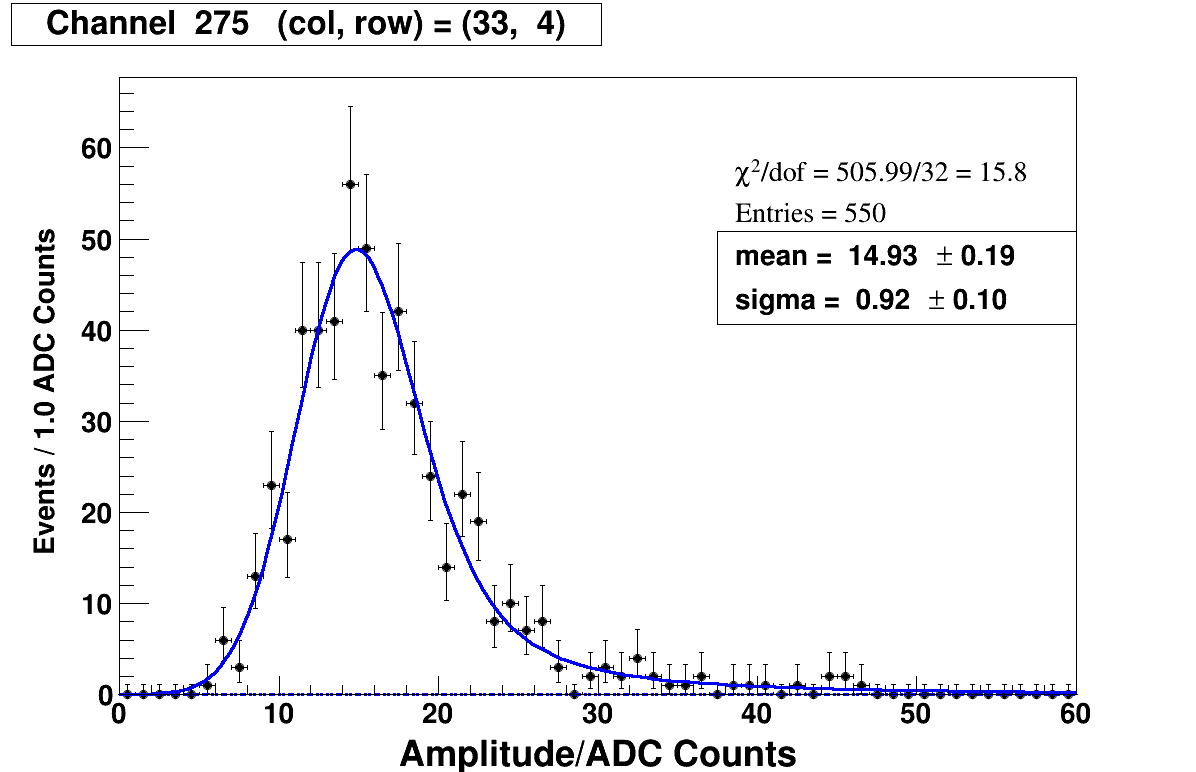 Channel 275 (col, row) = (33, 4)
χ²/dof = 505.99/32 = 15.8
Entries = 550
mean = 14.93 ± 0.19
sigma = 0.92 ± 0.10
Events / 1.0 ADC Counts
60
50
40
30
20
10
0
0 10 20 30 40 50 60
Amplitude/ADC Counts